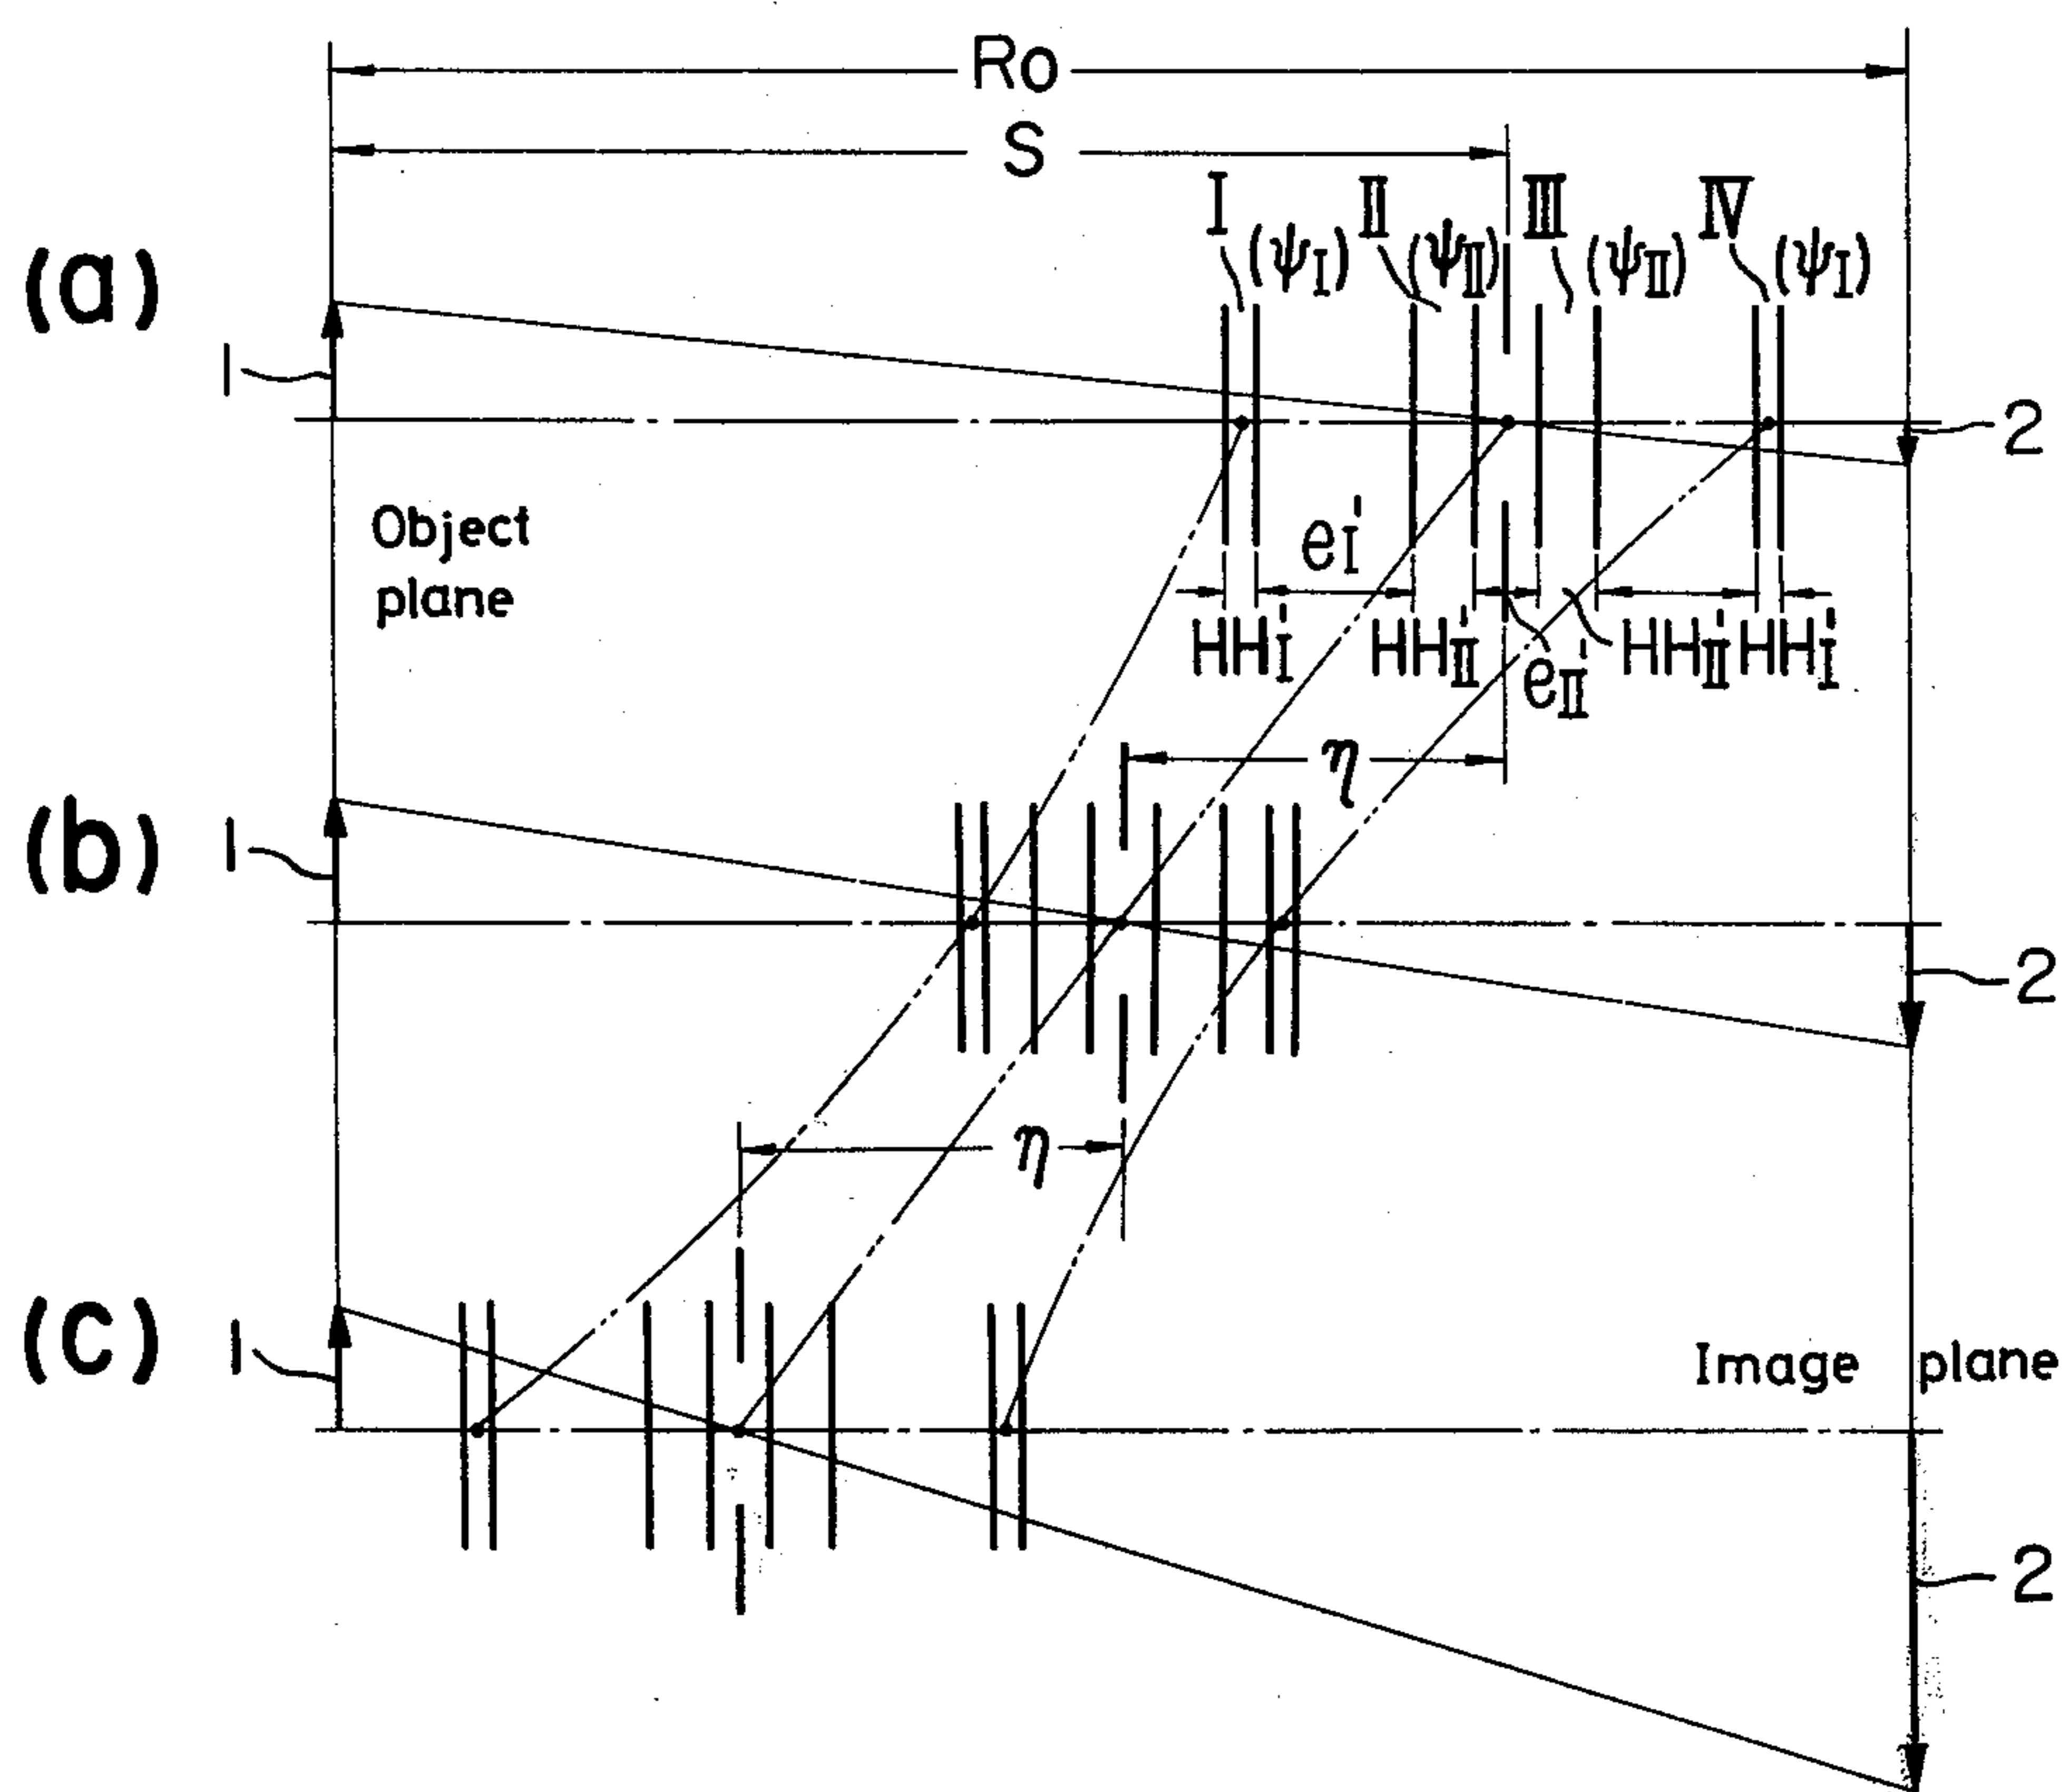 Ro
S
I II III IV
(ψI) (ψII) (ψII) (ψI)
(a)
1
2
Object
plane
eI'
HHI' HHII' eII' HHII' HHI'
η
(b)
1
2
η
(c)
1
Image plane
2